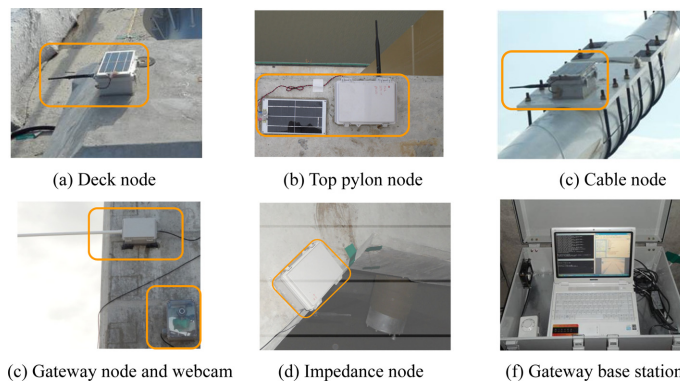 (a) Deck node
(b) Top pylon node
(c) Cable node
(c) Gateway node and webcam
(d) Impedance node
(f) Gateway base station